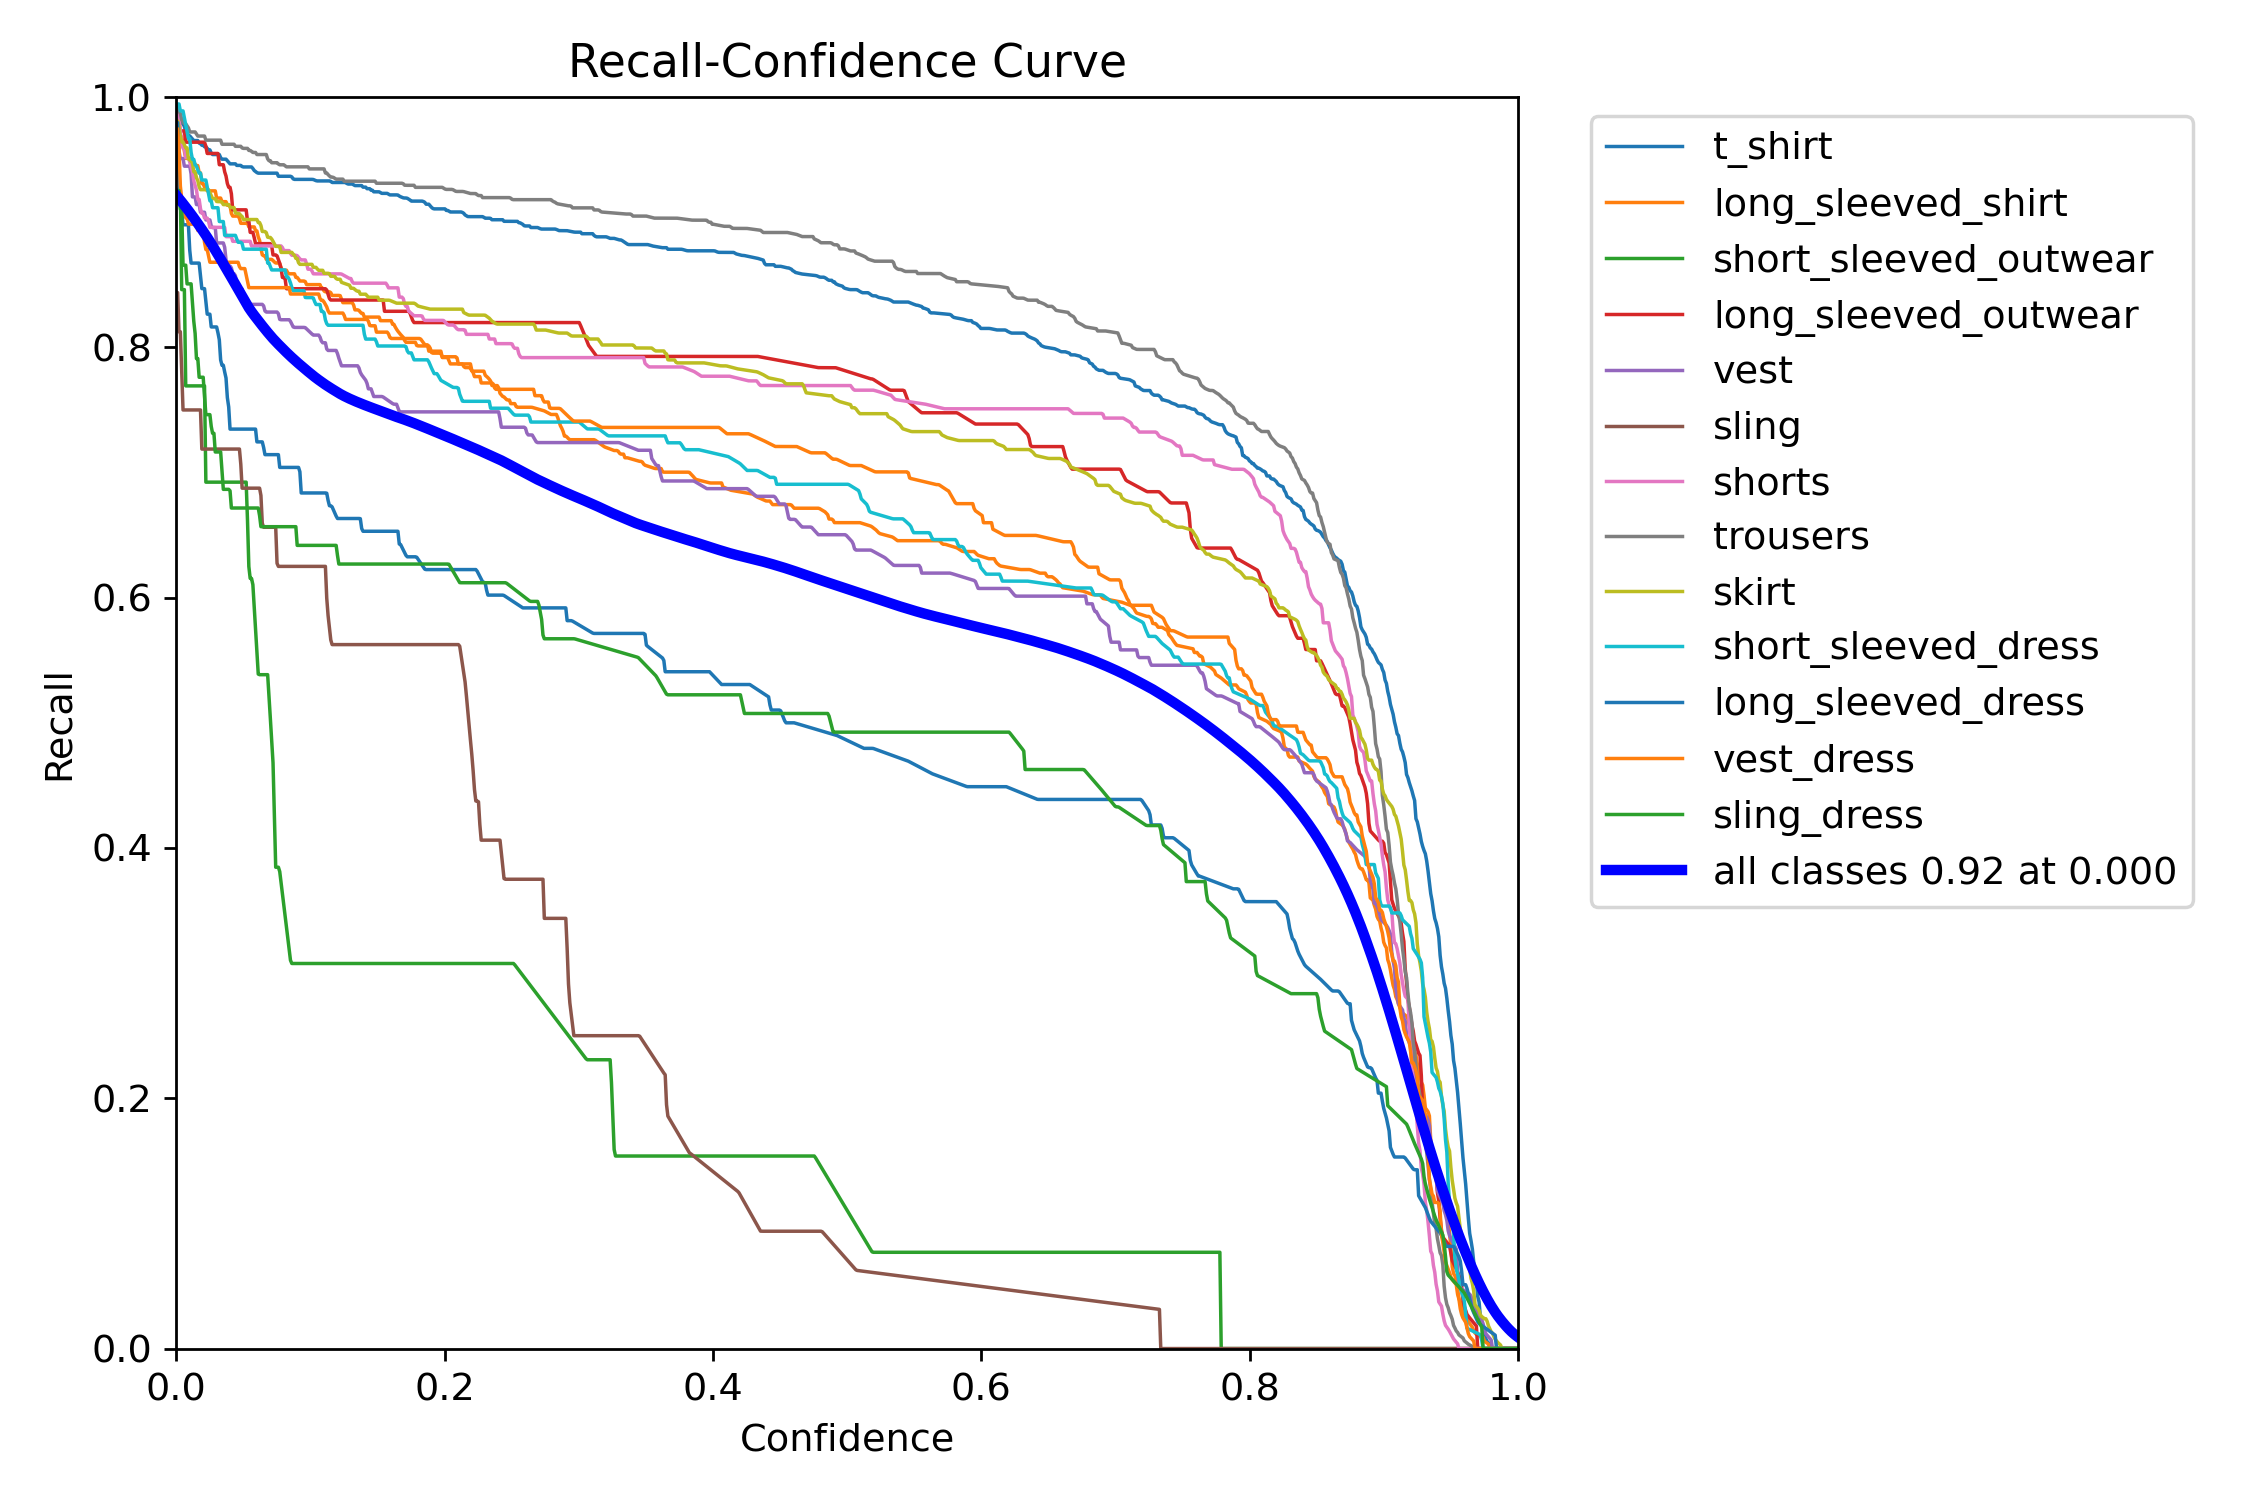 Recall-Confidence Curve
1.0
0.8
0.6
0.4
0.2
0.0
Recall
0.0 0.2 0.4 0.6 0.8 1.0
Confidence
t_shirt
long_sleeved_shirt
short_sleeved_outwear
long_sleeved_outwear
vest
sling
shorts
trousers
skirt
short_sleeved_dress
long_sleeved_dress
vest_dress
sling_dress
all classes 0.92 at 0.000